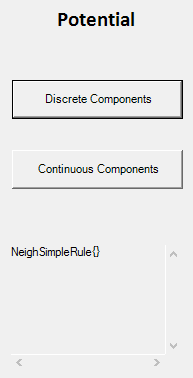 Potential
Discrete Components
Continuous Components
NeighSimpleRule{}